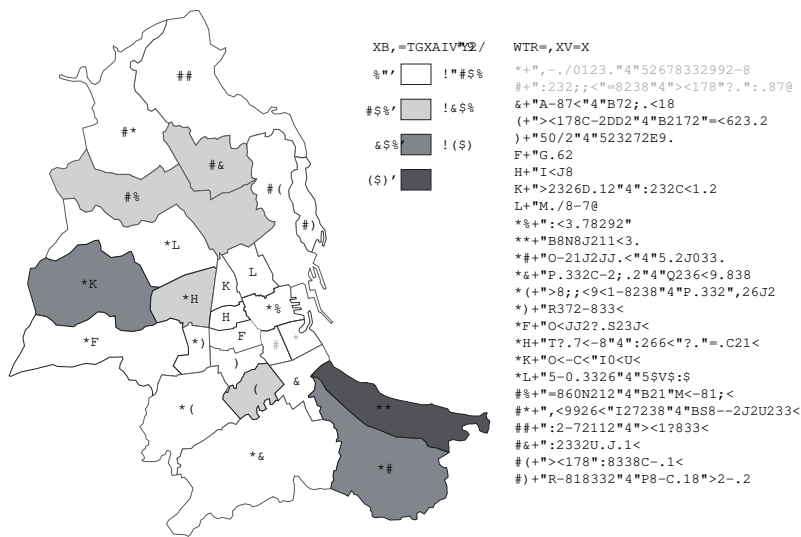 XB,=TGXAIV"Y2/
WTR=,XV=X
%"' !"#$%
#$%' !&$%
&$%' !($)
($)'
*+",-./0123."4"52678332992-8
#+":232;;<"=8238"4"><178"?.":.87@
&+"A-87<"4"B72;.<18
(+"><178C-2DD2"4"B2172"=<623.2
)+"50/2"4"523272E9.
F+"G.62
H+"I<J8
K+">2326D.12"4":232C<1.2
L+"M./8-7@
*%+":<3.78292"
**+"B8N8J211<3.
*#+"O-21J2JJ.<"4"5.2J033.
*&+"P.332C-2;.2"4"Q236<9.838
*(+">8;;<9<1-8238"4"P.332",26J2
*)+"R372-833<
*F+"O<JJ2?.S23J<
*H+"T?.7<-8"4":266<"?."=.C21<
*K+"O<-C<"I0<U<
*L+"5-0.3326"4"5$V$:$
#%+"=860N212"4"B21"M<-81;<
#*+",<9926<"I27238"4"BS8--2J2U233<
##+":2-72112"4"><1?833<
#&+":2332U.J.1<
#(+"><178":8338C-.1<
#)+"R-818332"4"P8-C.18">2-.2
##
#*
#&
#(
#%
#)
*L
L
*K
K
*H
*%
H
*F
*)
F
#
*
)
&
(
**
*(
*&
*#